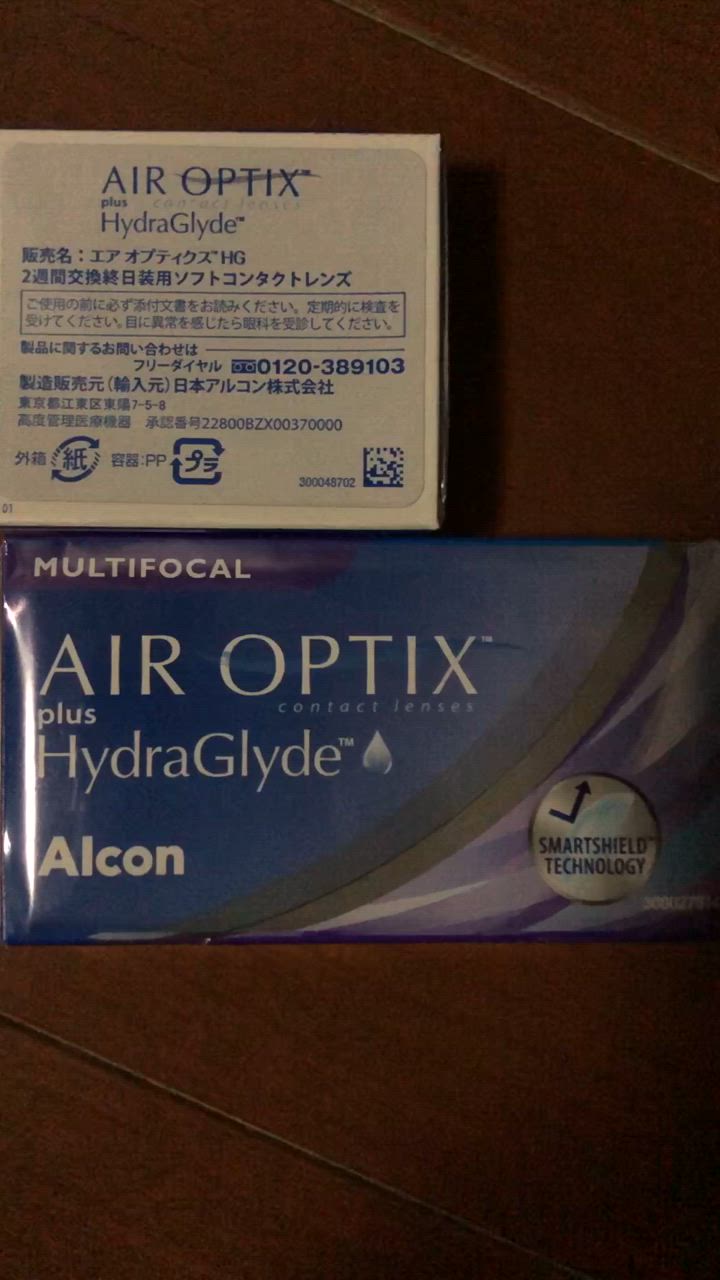 AIR OPTIX™
plus contact lenses
HydraGlyde™
販売名：エア オプティクス™HG
2週間交換終日装用ソフトコンタクトレンズ
ご使用の前に必ず添付文書をお読みください。定期的に検査を
受けてください。目に異常を感じたら眼科を受診してください。
製品に関するお問い合わせは
フリーダイヤル 0120-389103
製造販売元（輸入元）日本アルコン株式会社
東京都江東区東陽7-5-8
高度管理医療機器 承認番号22800BZX00370000
外箱 紙 容器:PP プラ
300048702
01
MULTIFOCAL
AIR OPTIX™
contact lenses
plus
HydraGlyde™
Alcon
SMARTSHIELD™
TECHNOLOGY